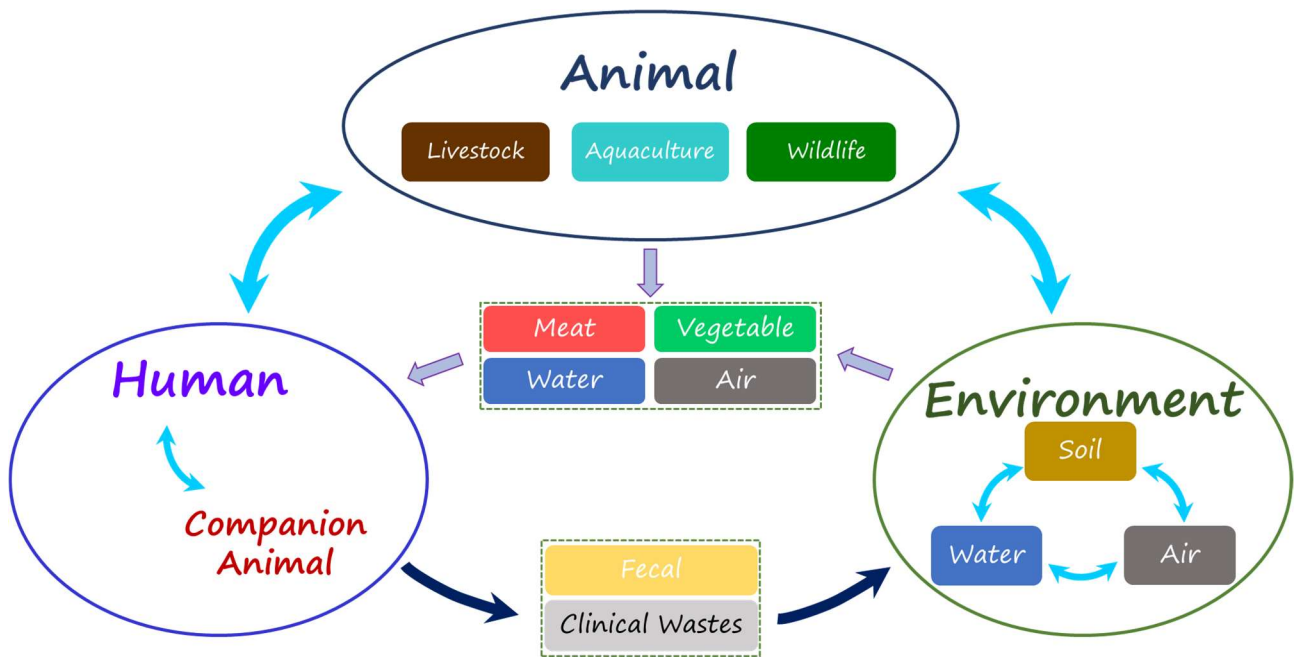 Animal
Livestock Aquaculture Wildlife
Meat Vegetable
Water Air
Human
Companion
Animal
Environment
Soil
Water Air
Fecal
Clinical Wastes